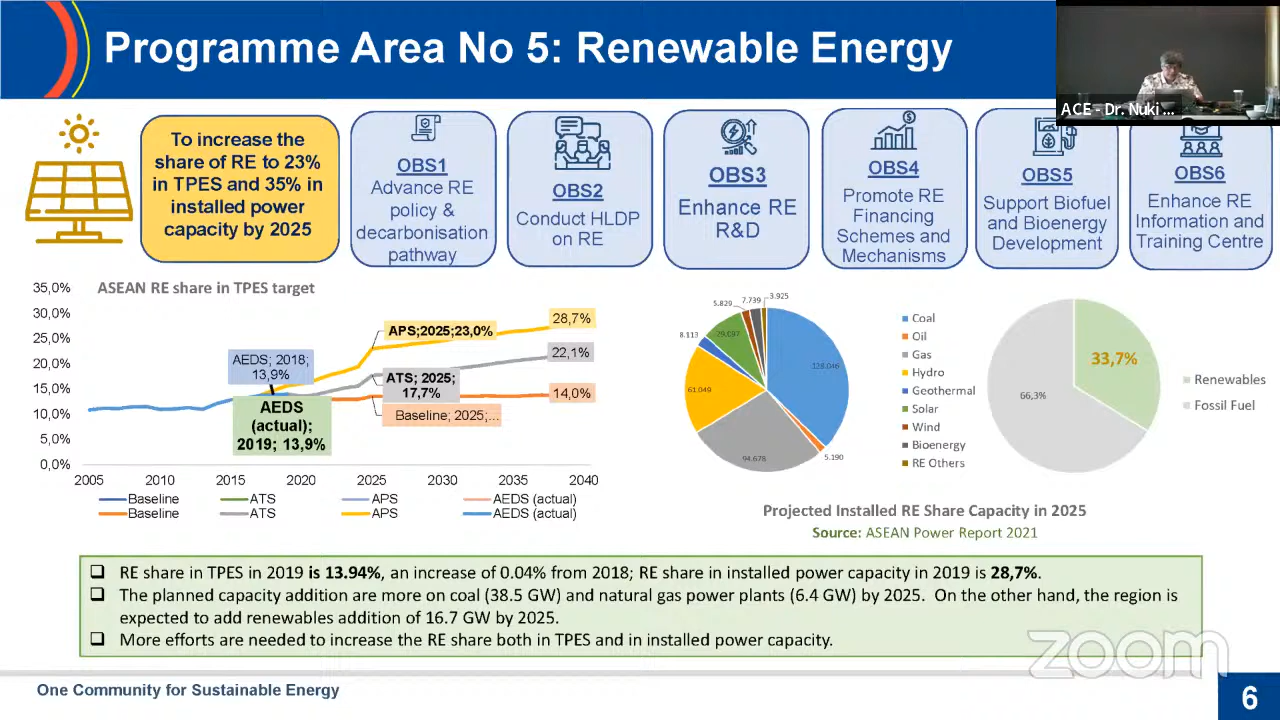 Programme Area No 5: Renewable Energy
ACE - Dr. Nuki ...
To increase the
share of RE to 23%
in TPES and 35% in
installed power
capacity by 2025
OBS1
Advance RE
policy &
decarbonisation
pathway
OBS2
Conduct HLDP
on RE
OBS3
Enhance RE
R&D
OBS4
Promote RE
Financing
Schemes and
Mechanisms
OBS5
Support Biofuel
and Bioenergy
Development
OBS6
Enhance RE
Information and
Training Centre
ASEAN RE share in TPES target
35,0%
30,0%
25,0%
20,0%
15,0%
10,0%
5,0%
0,0%
AEDS; 2018;
13,9%
AEDS
(actual);
2019; 13,9%
APS;2025;23,0%
ATS; 2025;
17,7%
Baseline; 2025;...
28,7%
22,1%
14,0%
2005 2010 2015 2020 2025 2030 2035 2040
Baseline ATS APS AEDS (actual)
Baseline ATS APS AEDS (actual)
5.829
7.739
3.925
8.113
61.049
94.678
5.190
Coal
Oil
Gas
Hydro
Geothermal
Solar
Wind
Bioenergy
RE Others
33,7%
66,3%
Renewables
Fossil Fuel
Projected Installed RE Share Capacity in 2025
Source: ASEAN Power Report 2021
RE share in TPES in 2019 is 13.94%, an increase of 0.04% from 2018; RE share in installed power capacity in 2019 is 28,7%.
The planned capacity addition are more on coal (38.5 GW) and natural gas power plants (6.4 GW) by 2025. On the other hand, the region is
expected to add renewables addition of 16.7 GW by 2025.
More efforts are needed to increase the RE share both in TPES and in installed power capacity.
zoom
One Community for Sustainable Energy
6